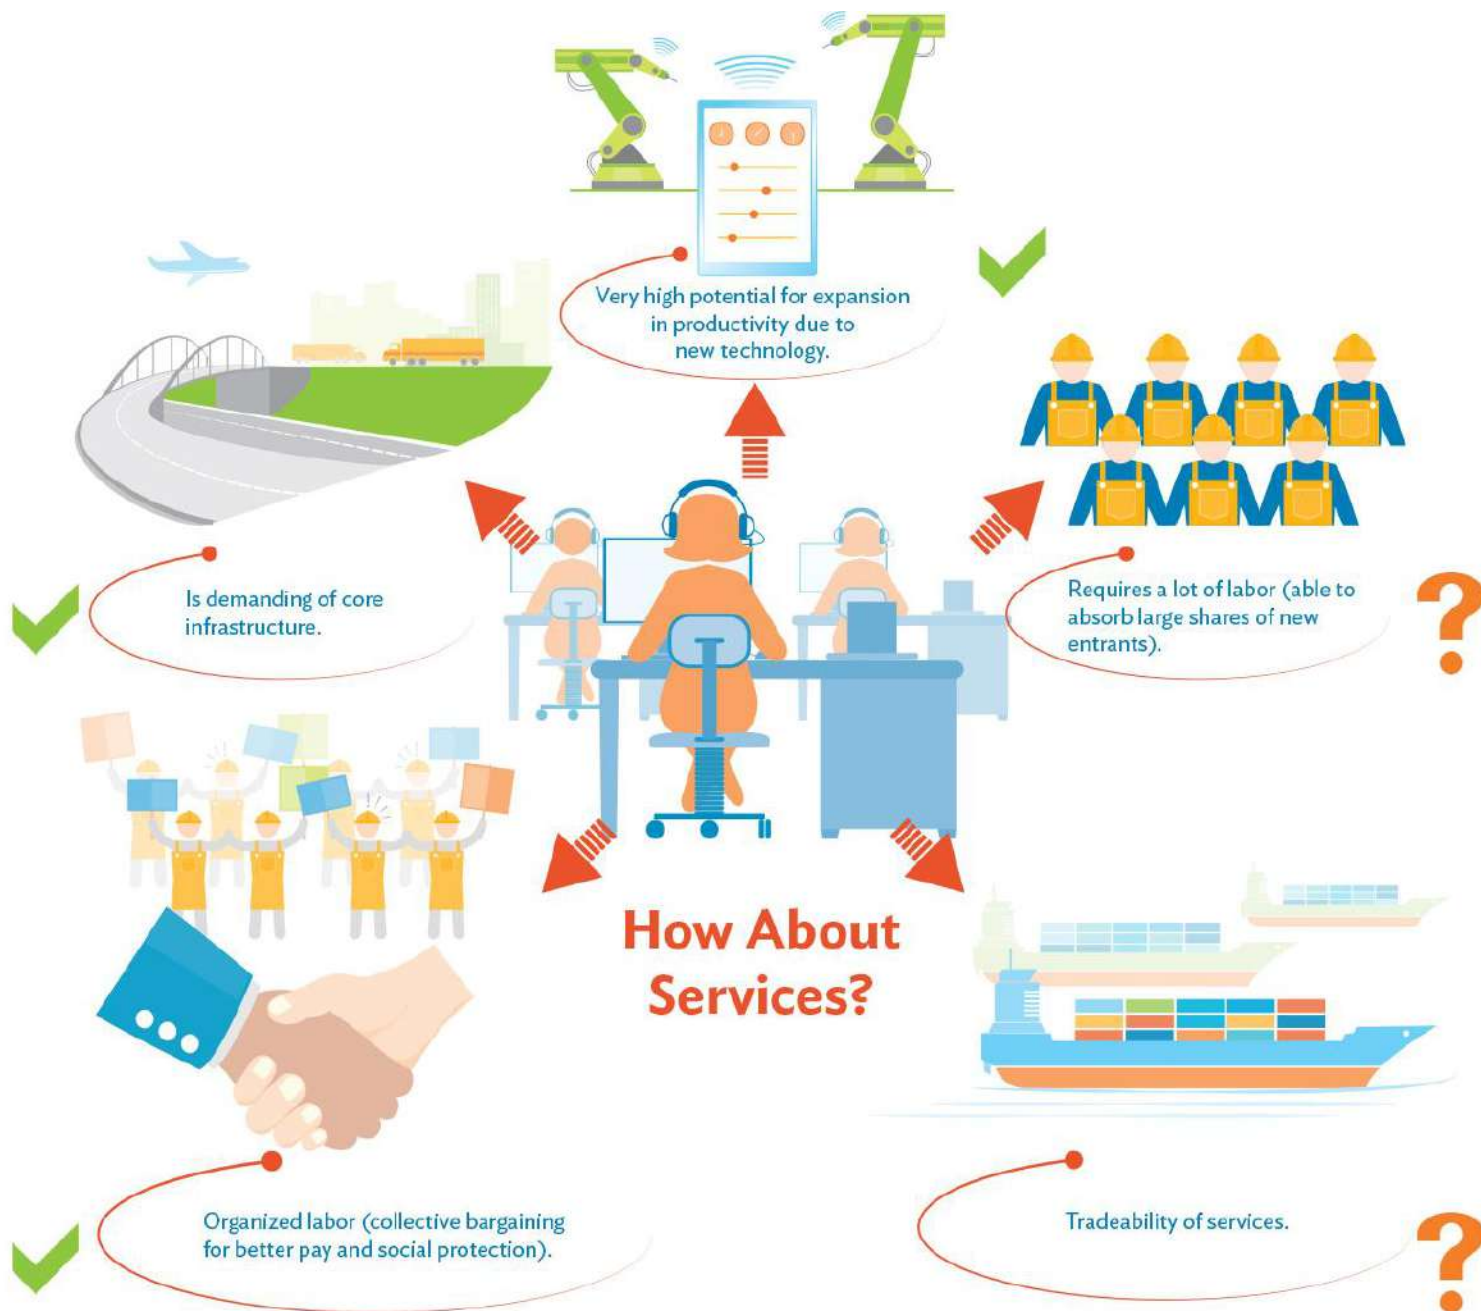 Very high potential for expansion
in productivity due to
new technology.
Is demanding of core
infrastructure.
Requires a lot of labor (able to
absorb large shares of new
entrants).
?
How About
Services?
Organized labor (collective bargaining
for better pay and social protection).
Tradeability of services.
?